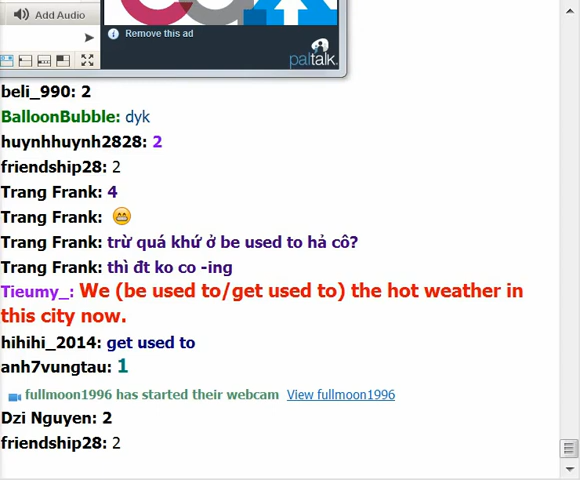 Add Audio
Remove this ad
paltalk
beli_990: 2
BalloonBubble: dyk
huynhhuynh2828: 2
friendship28: 2
Trang Frank: 4
Trang Frank: 😁
Trang Frank: trừ quá khứ ở be used to hả cô?
Trang Frank: thì đt ko co -ing
Tieumy_: We (be used to/get used to) the hot weather in
this city now.
hihihi_2014: get used to
anh7vungtau: 1
fullmoon1996 has started their webcam View fullmoon1996
Dzi Nguyen: 2
friendship28: 2